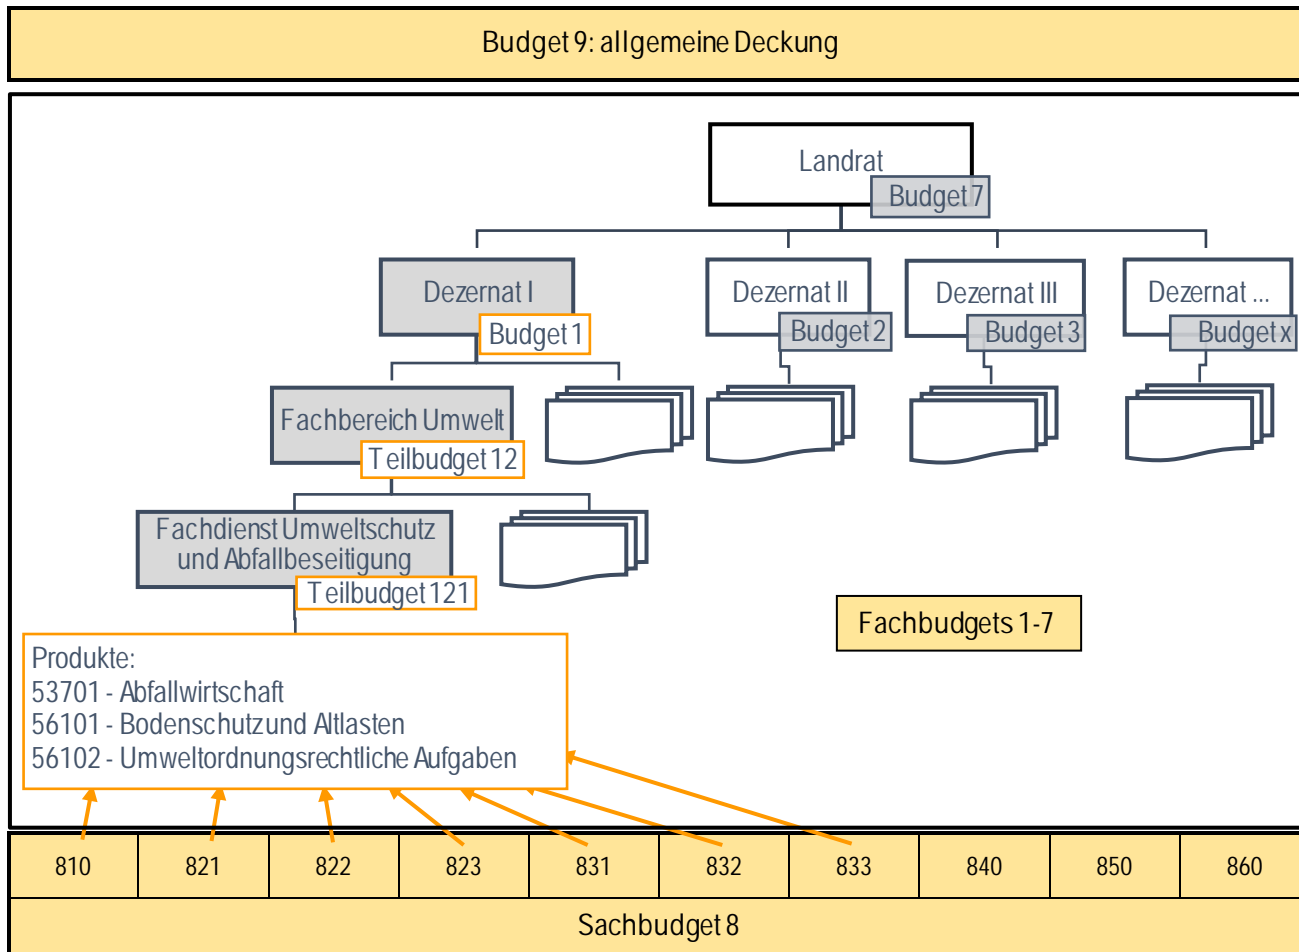 Budget 9: allgemeine Deckung
Landrat
Budget 7
Dezernat I
Budget 1
Dezernat II
Budget 2
Dezernat III
Budget 3
Dezernat ...
Budget x
Fachbereich Umwelt
Teilbudget 12
Fachdienst Umweltschutz
und Abfallbeseitigung
Teilbudget 121
Fachbudgets 1-7
Produkte:
53701 - Abfallwirtschaft
56101 - Bodenschutzund Altlasten
56102 - Umweltordnungsrechtliche Aufgaben
810 821 822 823 831 832 833 840 850 860
Sachbudget 8